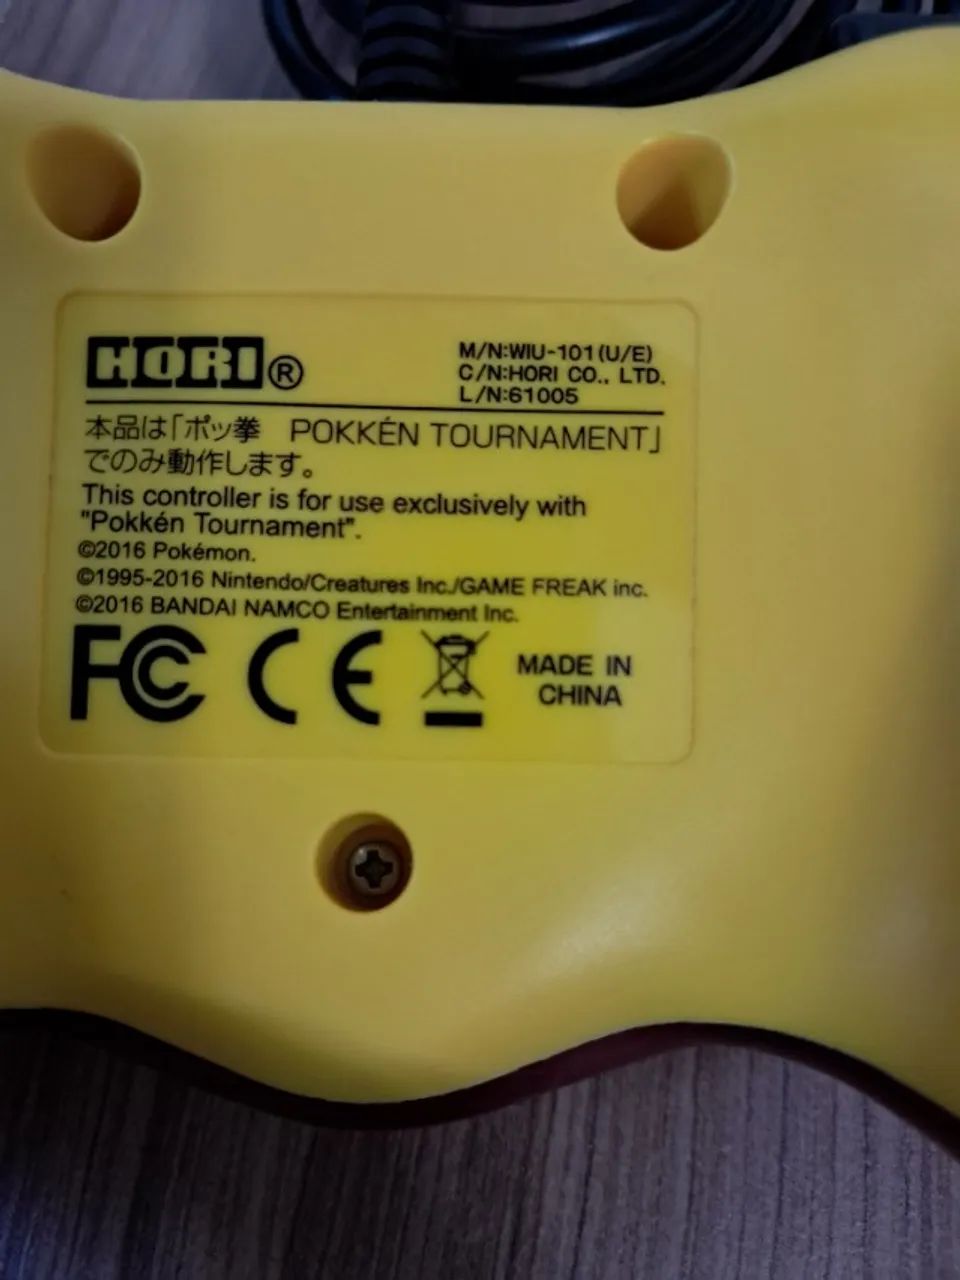 HORI®
M/N:WIU-101(U/E)
C/N:HORI CO., LTD.
L/N:61005
本品は「ポッ拳 POKKÉN TOURNAMENT」
でのみ動作します。
This controller is for use exclusively with
"Pokkén Tournament".
©2016 Pokémon.
©1995-2016 Nintendo/Creatures Inc./GAME FREAK inc.
©2016 BANDAI NAMCO Entertainment Inc.
FC CE
MADE IN
CHINA